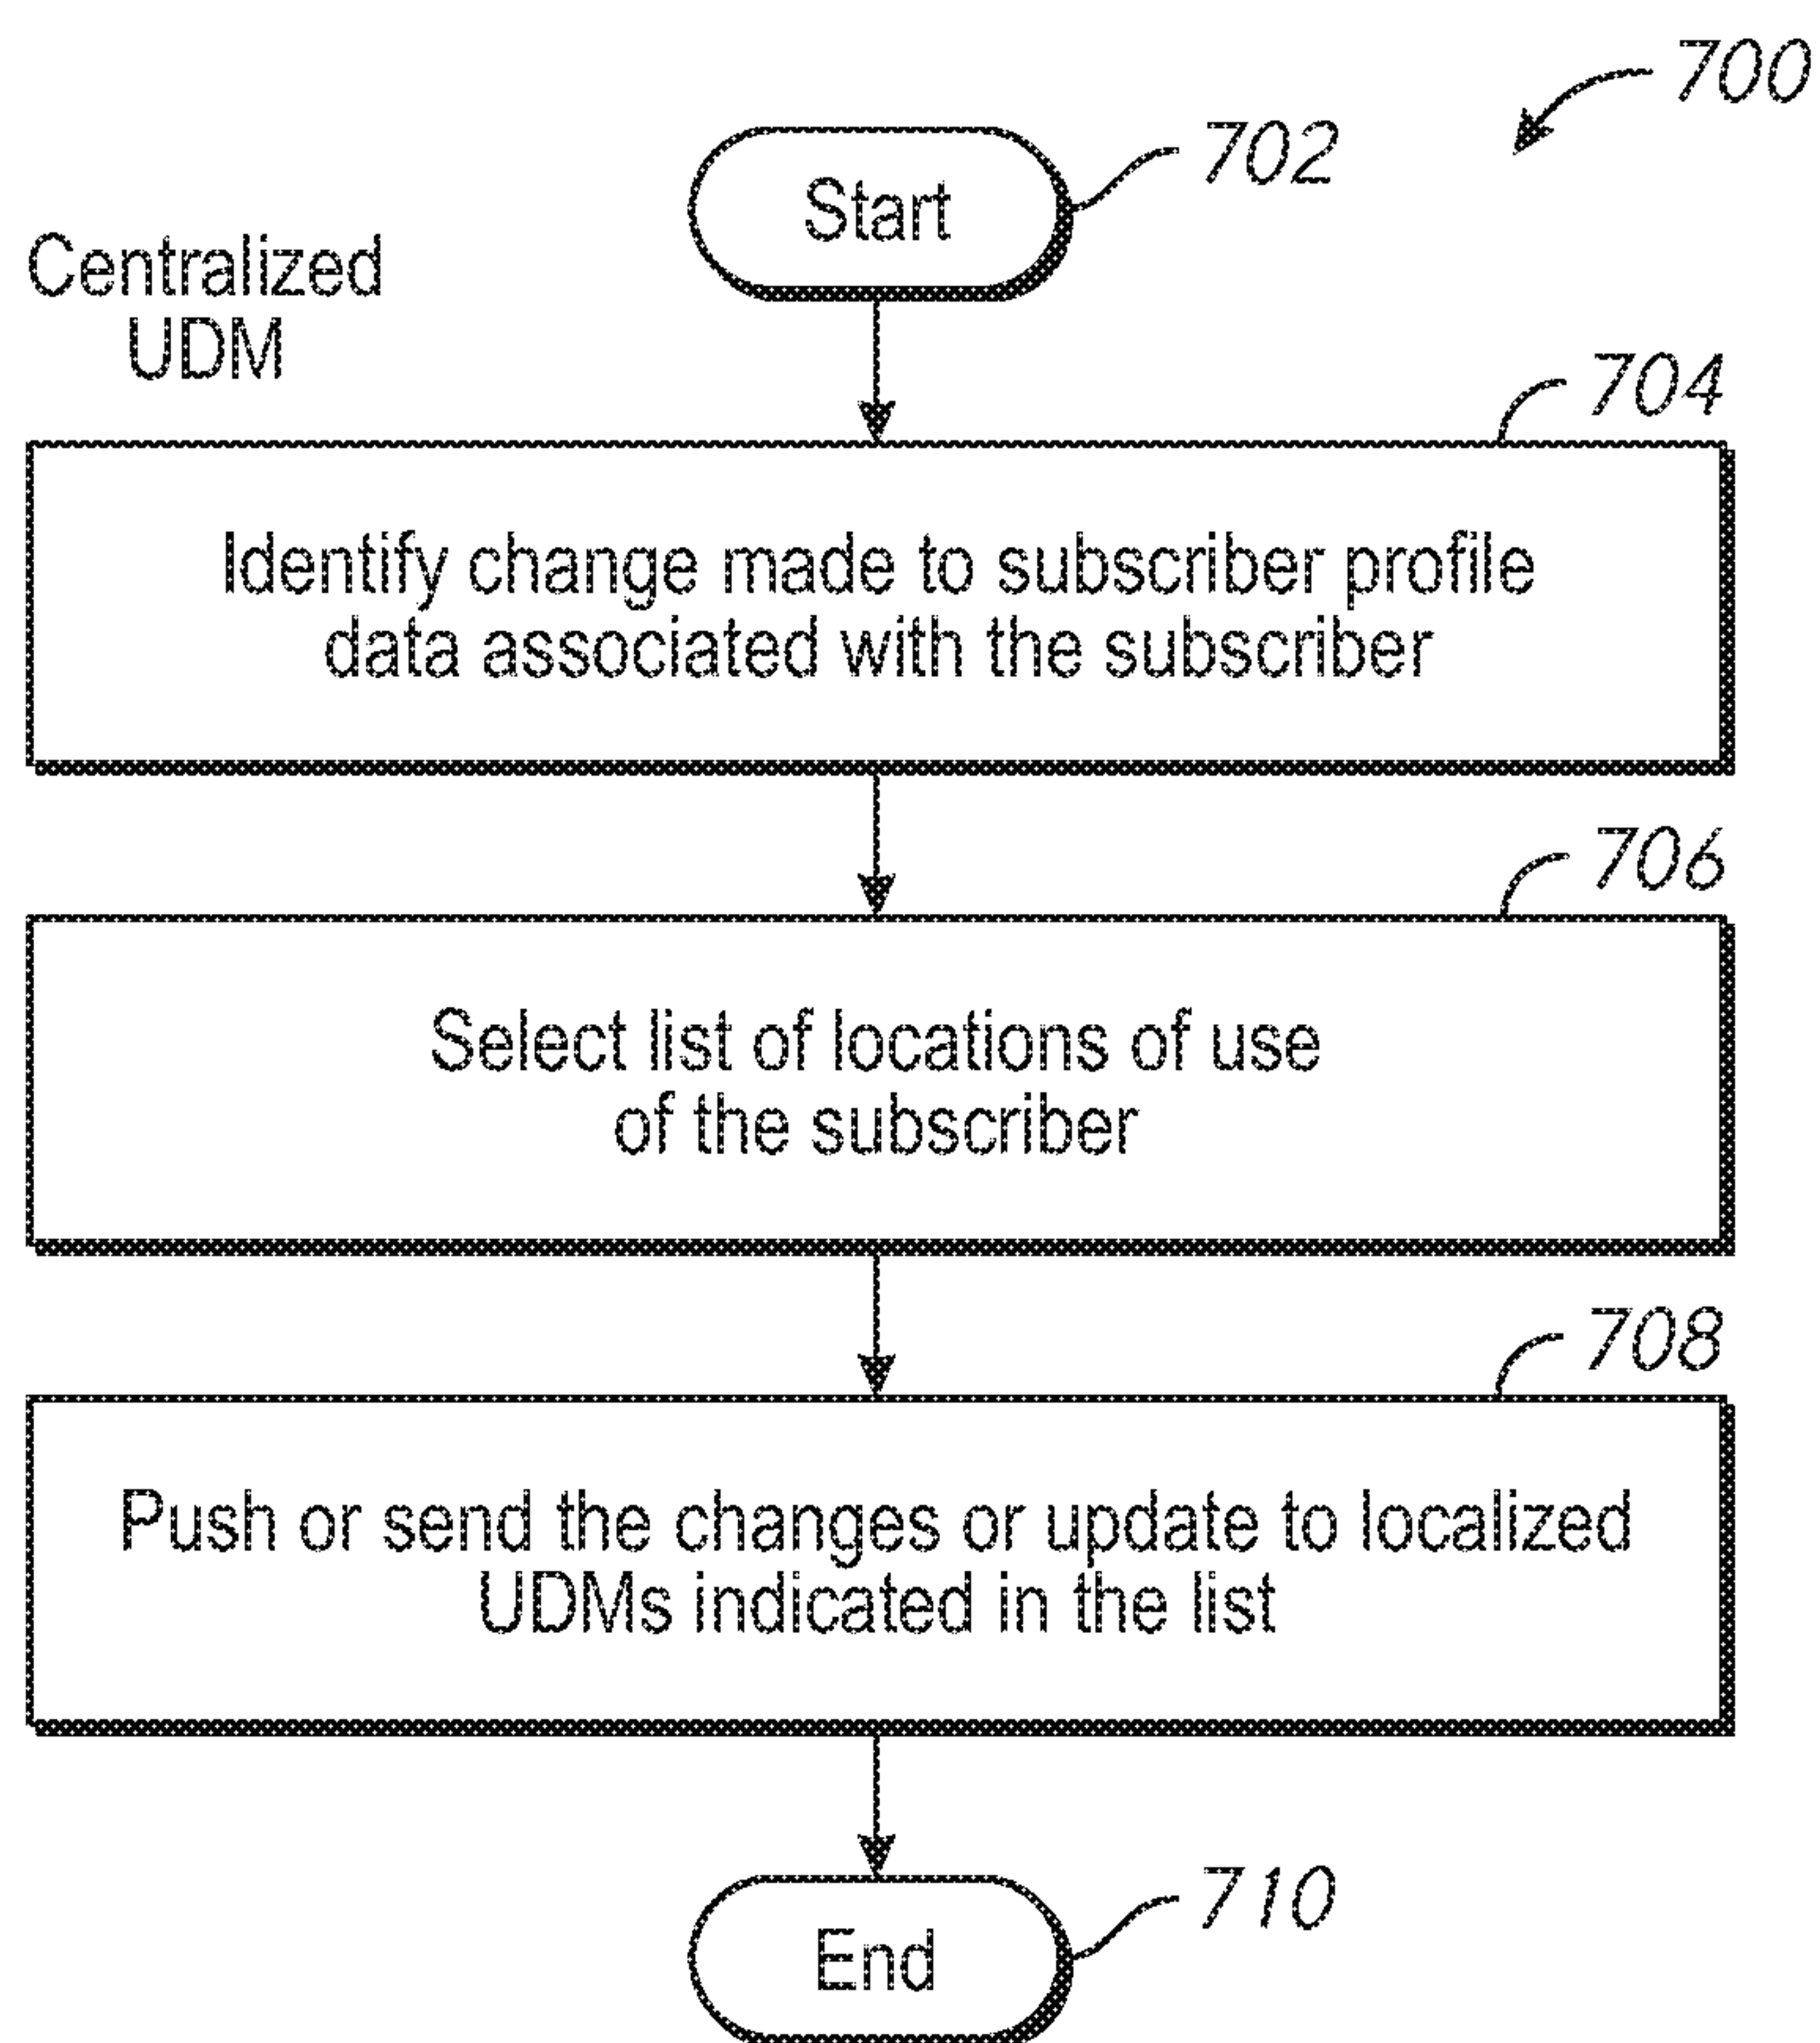 700
702
Start
Centralized
UDM
704
Identify change made to subscriber profile
data associated with the subscriber
706
Select list of locations of use
of the subscriber
708
Push or send the changes or update to localized
UDMs indicated in the list
710
End